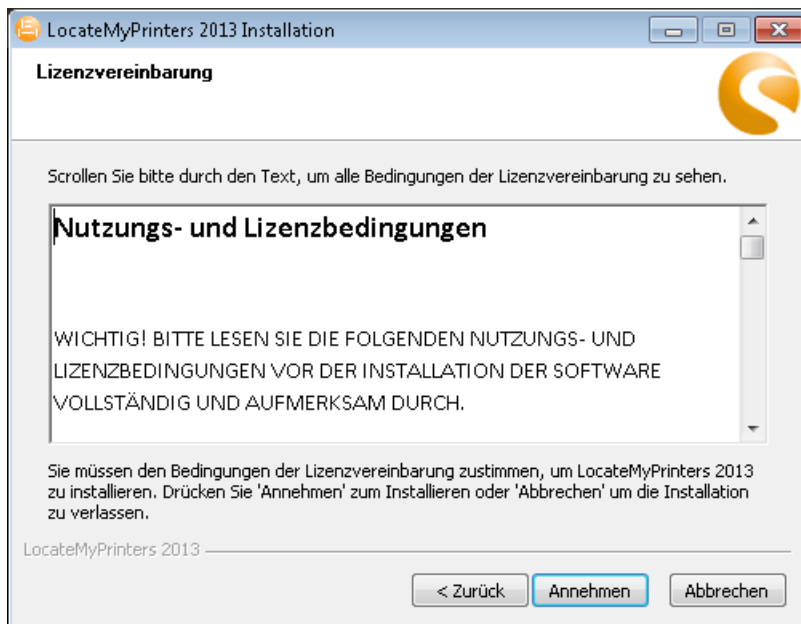 LocateMyPrinters 2013 Installation
Lizenzvereinbarung
Scrollen Sie bitte durch den Text, um alle Bedingungen der Lizenzvereinbarung zu sehen.
Nutzungs- und Lizenzbedingungen
WICHTIG! BITTE LESEN SIE DIE FOLGENDEN NUTZUNGS- UND
LIZENZBEDINGUNGEN VOR DER INSTALLATION DER SOFTWARE
VOLLSTÄNDIG UND AUFMERKSAM DURCH.
Sie müssen den Bedingungen der Lizenzvereinbarung zustimmen, um LocateMyPrinters 2013
zu installieren. Drücken Sie 'Annehmen' zum Installieren oder 'Abbrechen' um die Installation
zu verlassen.
LocateMyPrinters 2013
< Zurück Annehmen Abbrechen